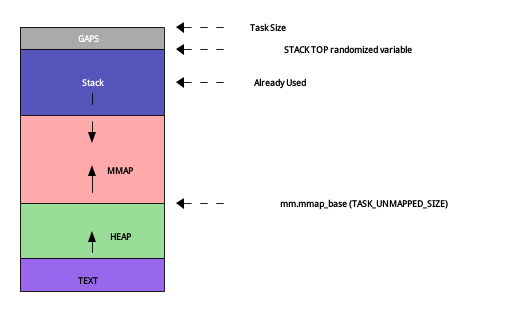 Task Size
GAPS
STACK TOP randomized variable
Stack
Already Used
MMAP
mm.mmap_base (TASK_UNMAPPED_SIZE)
HEAP
TEXT